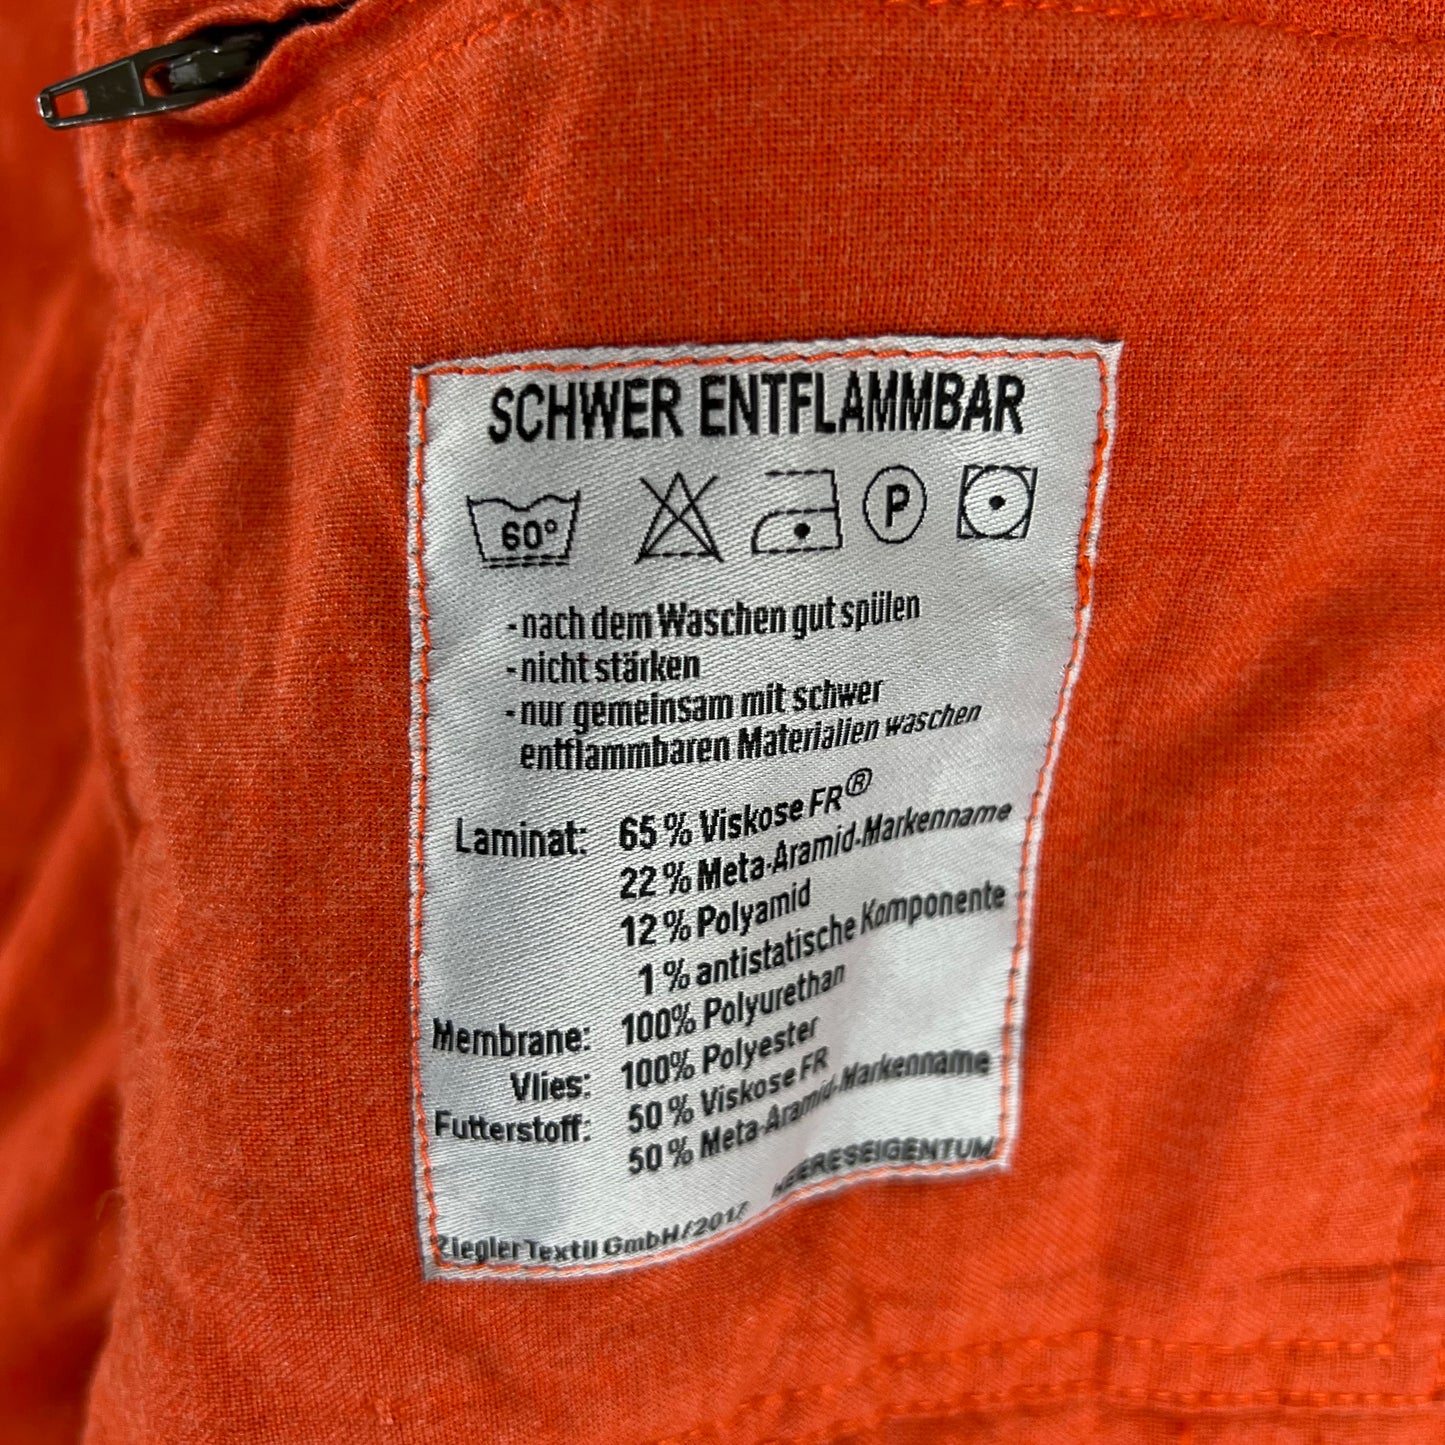 SCHWER ENTFLAMMBAR
60°
P
- nach dem Waschen gut spülen
- nicht stärken
- nur gemeinsam mit schwer
entflammbaren Materialien waschen
Laminat: 65 % Viskose FR®
22 % Meta-Aramid-Markenname
12 % Polyamid
1 % antistatische Komponente
Membrane: 100% Polyurethan
Vlies: 100% Polyester
Futterstoff: 50 % Viskose FR
50 % Meta-Aramid-Markenname
Ziegler Textil GmbH/2017 HEERESEIGENTUM